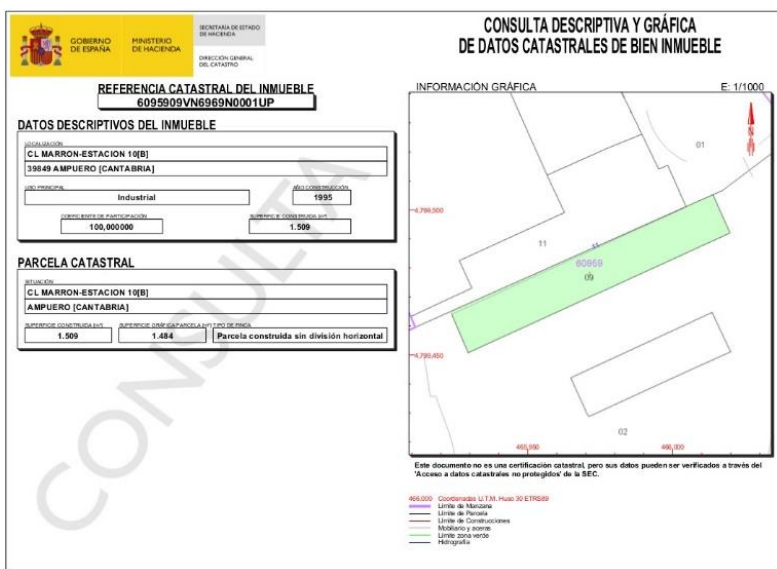 GOBIERNO DE ESPAÑA
MINISTERIO DE HACIENDA
SECRETARÍA DE ESTADO DE HACIENDA
DIRECCIÓN GENERAL DEL CATASTRO
CONSULTA DESCRIPTIVA Y GRÁFICA
DE DATOS CATASTRALES DE BIEN INMUEBLE
REFERENCIA CATASTRAL DEL INMUEBLE
6095909VN6969N0001UP
DATOS DESCRIPTIVOS DEL INMUEBLE
LOCALIZACIÓN
CL MARRON-ESTACION 10[B]
39849 AMPUERO [CANTABRIA]
USO PRINCIPAL
Industrial
AÑO CONSTRUCCIÓN
1995
COEFICIENTE DE PARTICIPACIÓN
100,000000
SUPERFICIE CONSTRUIDA (m²)
1.509
PARCELA CATASTRAL
SITUACIÓN
CL MARRON-ESTACION 10[B]
AMPUERO [CANTABRIA]
SUPERFICIE CONSTRUIDA (m²)
1.509
SUPERFICIE GRÁFICA PARCELA (m²)
1.484
TIPO DE FINCA
Parcela construida sin división horizontal
CONSULTA
INFORMACIÓN GRÁFICA
E: 1/1000
01
11
60959
09
02
4,799,450
466,000
Este documento no es una certificación catastral, pero sus datos pueden ser verificados a través del
'Acceso a datos catastrales no protegidos' de la SEC.
466,000 Coordenadas U.T.M. Huso 30 ETRS89
Límite de Manzana
Límite de Parcela
Límite de Construcciones
Mobiliario y aceras
Límite zona verde
Hidrografía